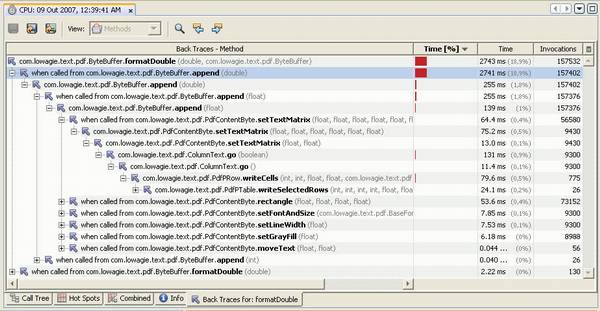 CPU: 09 Out 2007, 12:39:41 AM
View: Methods
Back Traces - Method Time [%] Time Invocations
com.lowagie.text.pdf.ByteBuffer.formatDouble (double, com.lowagie.text.pdf.ByteBuffer) 2743 ms (18,9%) 157532
when called from com.lowagie.text.pdf.ByteBuffer.append (double) 2741 ms (18,9%) 157402
com.lowagie.text.pdf.ByteBuffer.append (double) 255 ms (1,8%) 157402
when called from com.lowagie.text.pdf.ByteBuffer.append (float) 255 ms (1,8%) 157376
com.lowagie.text.pdf.ByteBuffer.append (float) 139 ms (1%) 157376
when called from com.lowagie.text.pdf.PdfContentByte.setTextMatrix (float, float, float, float, float, 64.4 ms (0,4%) 56580
com.lowagie.text.pdf.PdfContentByte.setTextMatrix (float, float, float, float, float, float) 75.2 ms (0,5%) 9430
com.lowagie.text.pdf.PdfContentByte.setTextMatrix (float, float) 13.0 ms (0,1%) 9430
com.lowagie.text.pdf.ColumnText.go (boolean) 131 ms (0,9%) 9300
com.lowagie.text.pdf.ColumnText.go () 11.4 ms (0,1%) 9300
com.lowagie.text.pdf.PdfPRow.writeCells (int, int, float, float, com.lowagie.text.p 79.6 ms (0,5%) 775
com.lowagie.text.pdf.PdfPTable.writeSelectedRows (int, int, int, int, float, 24.1 ms (0,2%) 26
when called from com.lowagie.text.pdf.PdfContentByte.rectangle (float, float, float, float) 53.6 ms (0,4%) 74152
when called from com.lowagie.text.pdf.PdfContentByte.setFontAndSize (com.lowagie.text.pdf.BaseFor 7.85 ms (0,1%) 9300
when called from com.lowagie.text.pdf.PdfContentByte.setLineWidth (float) 7.53 ms (0,1%) 9300
when called from com.lowagie.text.pdf.PdfContentByte.setGrayFill (float) 6.18 ms (0%) 8988
when called from com.lowagie.text.pdf.PdfContentByte.moveText (float, float) 0.044 ... (0%) 56
when called from com.lowagie.text.pdf.ByteBuffer.append (int) 0.040 ... (0%) 26
when called from com.lowagie.text.pdf.ByteBuffer.formatDouble (double) 2.22 ms (0%) 130
Call Tree Hot Spots Combined Info Back Traces for: formatDouble